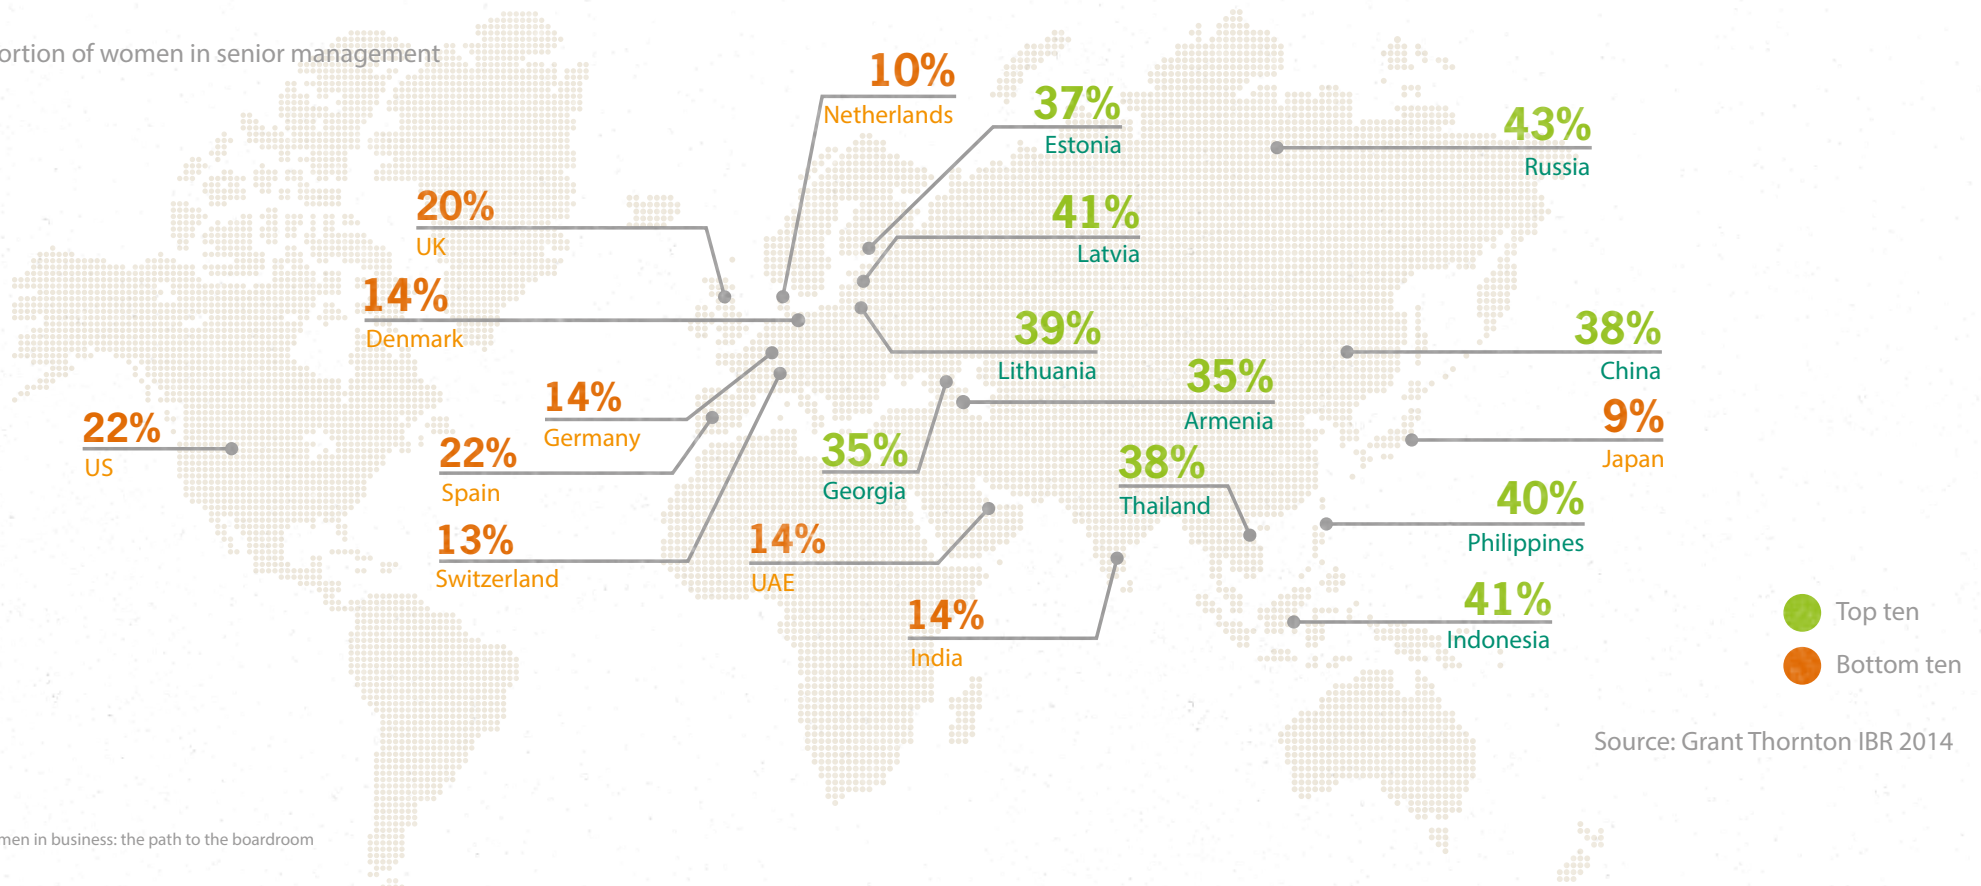 ortion of women in senior management
10%
Netherlands
37%
Estonia
43%
Russia
20%
UK
41%
Latvia
14%
Denmark
39%
Lithuania
38%
China
35%
Armenia
14%
Germany
9%
Japan
22%
US
22%
Spain
35%
Georgia
38%
Thailand
40%
Philippines
13%
Switzerland
14%
UAE
14%
India
41%
Indonesia
Top ten
Bottom ten
Source: Grant Thornton IBR 2014
men in business: the path to the boardroom